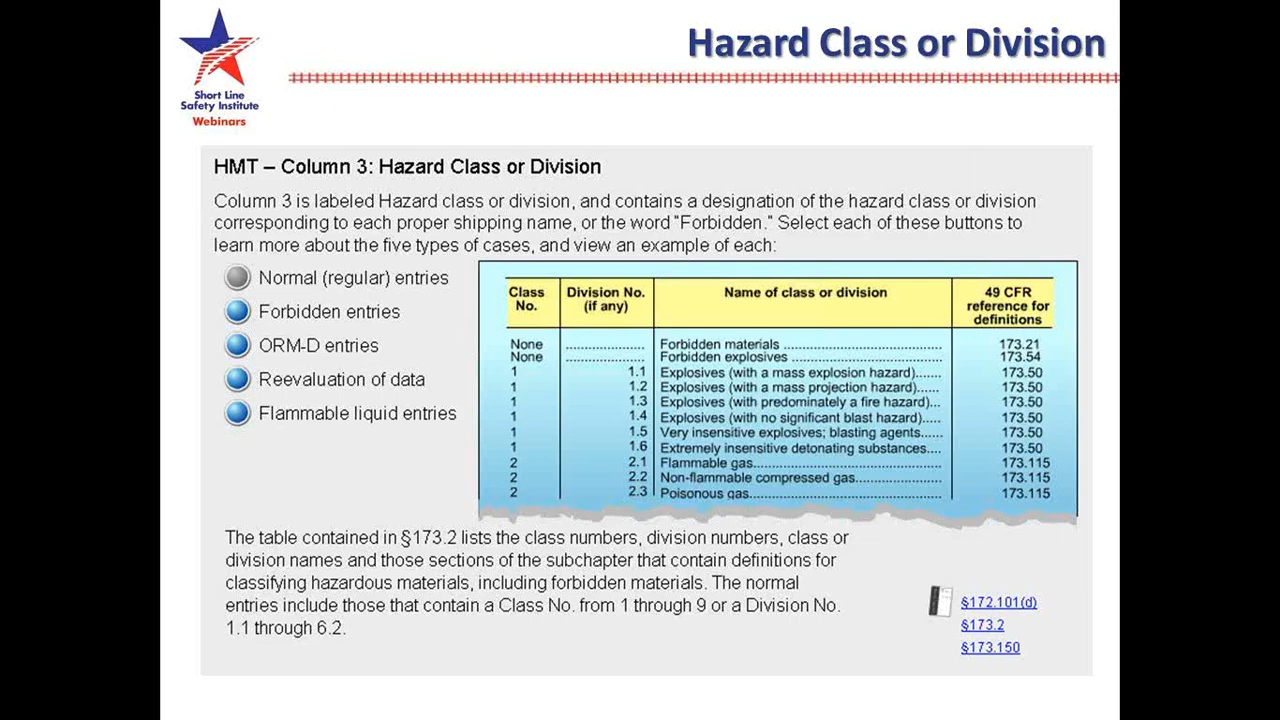 Hazard Class or Division
Short Line
Safety Institute
Webinars
HMT – Column 3: Hazard Class or Division
Column 3 is labeled Hazard class or division, and contains a designation of the hazard class or division
corresponding to each proper shipping name, or the word "Forbidden." Select each of these buttons to
learn more about the five types of cases, and view an example of each:
Normal (regular) entries
Forbidden entries
ORM-D entries
Reevaluation of data
Flammable liquid entries
Class No. Division No. (if any) Name of class or division 49 CFR reference for definitions
None ..................... Forbidden materials ........................................ 173.21
None ..................... Forbidden explosives ...................................... 173.54
1 1.1 Explosives (with a mass explosion hazard)....... 173.50
1 1.2 Explosives (with a mass projection hazard)...... 173.50
1 1.3 Explosives (with predominately a fire hazard)... 173.50
1 1.4 Explosives (with no significant blast hazard)..... 173.50
1 1.5 Very insensitive explosives; blasting agents...... 173.50
1 1.6 Extremely insensitive detonating substances.... 173.50
2 2.1 Flammable gas................................................ 173.115
2 2.2 Non-flammable compressed gas...................... 173.115
2 2.3 Poisonous gas................................................. 173.115
The table contained in §173.2 lists the class numbers, division numbers, class or
division names and those sections of the subchapter that contain definitions for
classifying hazardous materials, including forbidden materials. The normal
entries include those that contain a Class No. from 1 through 9 or a Division No.
1.1 through 6.2.
§172.101(d)
§173.2
§173.150